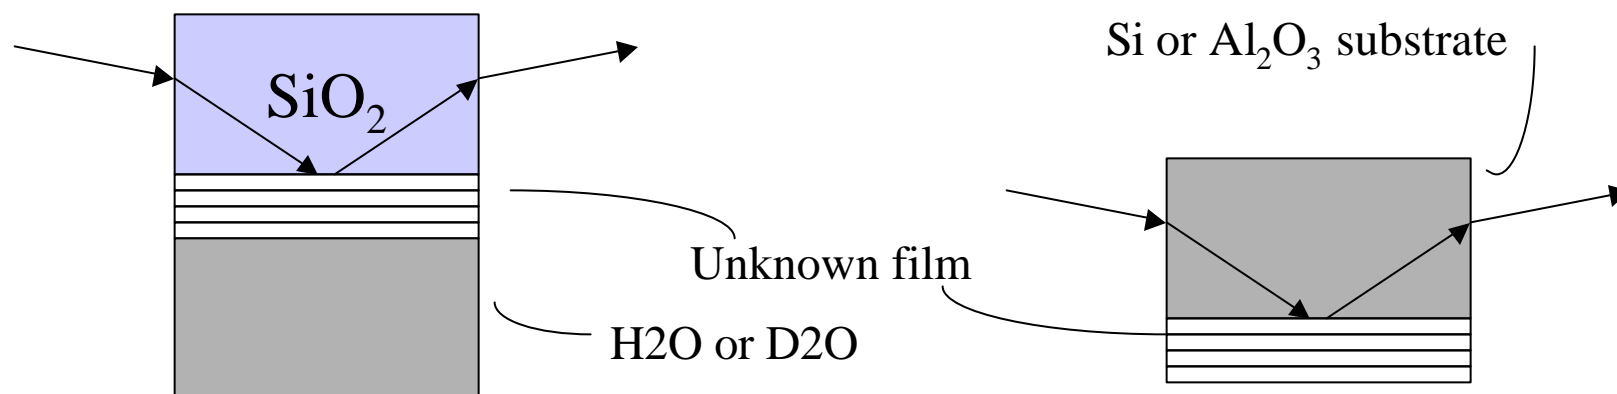 Si or Al₂O₃ substrate
SiO₂
Unknown film
H2O or D2O